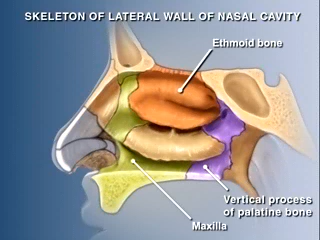 SKELETON OF LATERAL WALL OF NASAL CAVITY
Ethmoid bone
Vertical process
of palatine bone
Maxilla